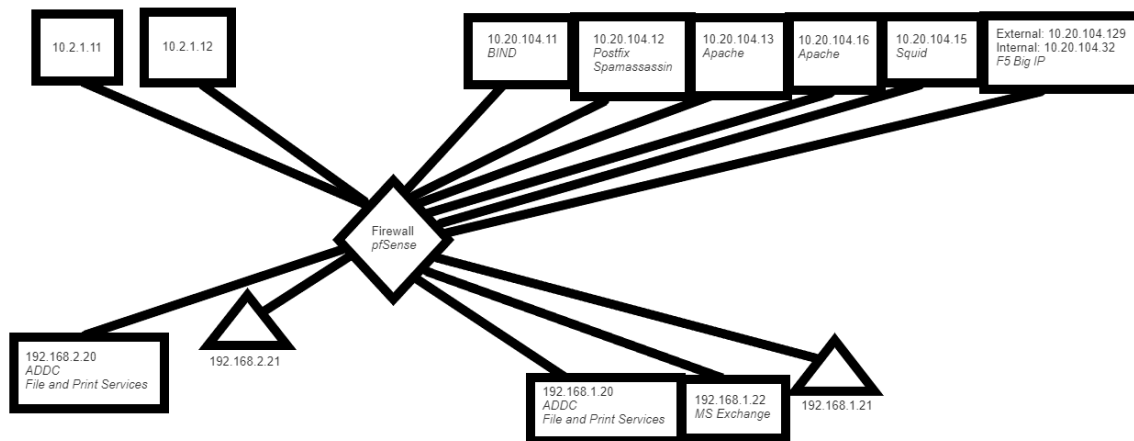 10.2.1.11
10.2.1.12
10.20.104.11
BIND
10.20.104.12
Postfix
Spamassassin
10.20.104.13
Apache
10.20.104.16
Apache
10.20.104.15
Squid
External: 10.20.104.129
Internal: 10.20.104.32
F5 Big IP
Firewall
pfSense
192.168.2.20
ADDC
File and Print Services
192.168.2.21
192.168.1.20
ADDC
File and Print Services
192.168.1.22
MS Exchange
192.168.1.21